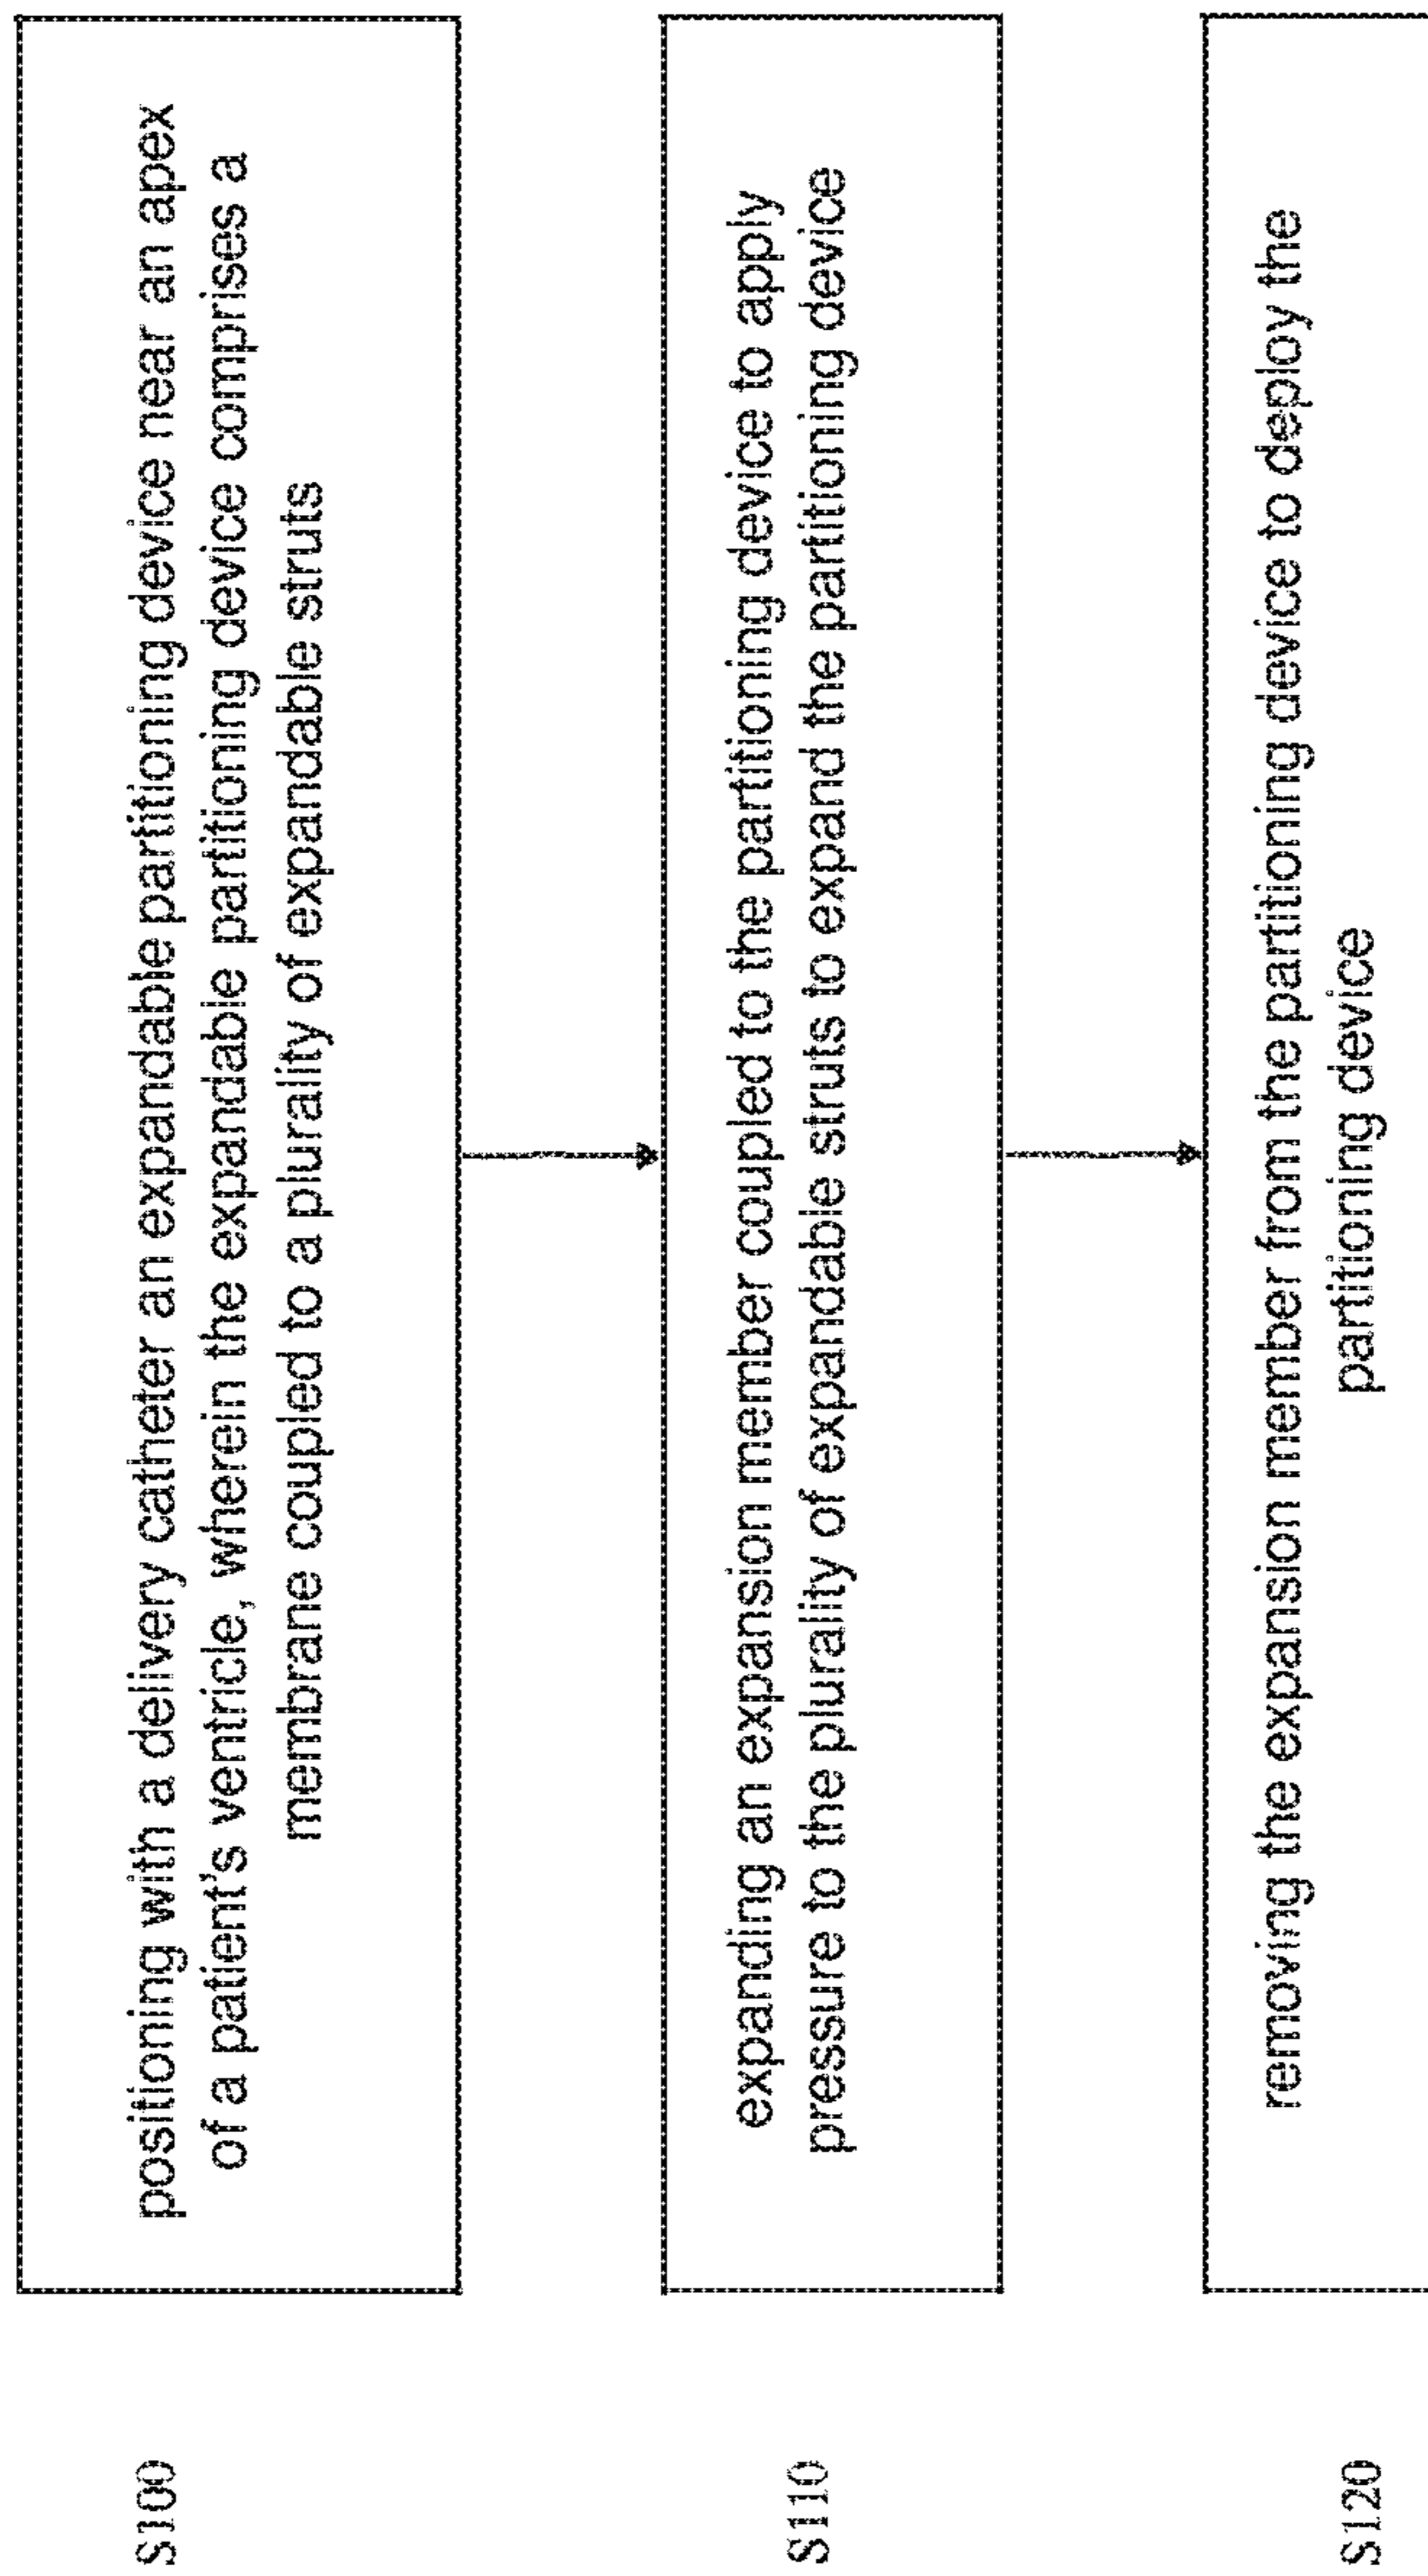 S100
positioning with a delivery catheter an expandable partitioning device near an apex
of a patient's ventricle, wherein the expandable partitioning device comprises a
membrane coupled to a plurality of expandable struts
S110
expanding an expansion member coupled to the partitioning device to apply
pressure to the plurality of expandable struts to expand the partitioning device
S120
removing the expansion member from the partitioning device to deploy the
partitioning device